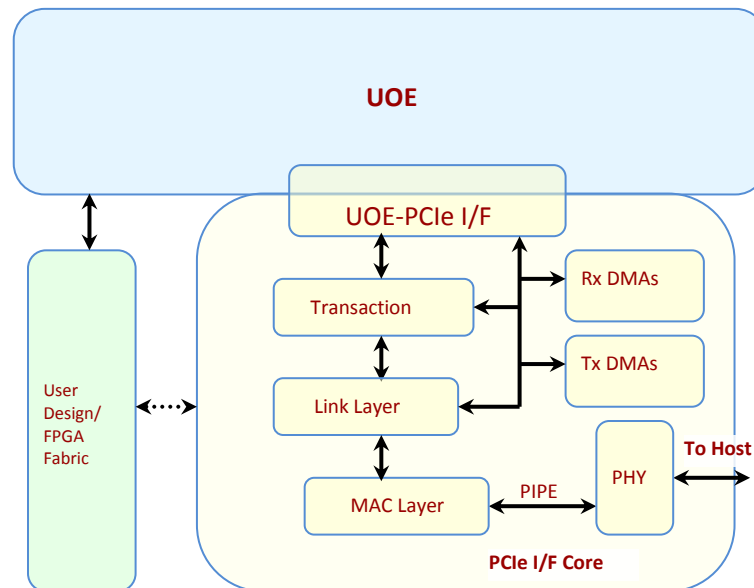 UOE
UOE-PCIe I/F
Rx DMAs
Transaction
Tx DMAs
User
Design/
FPGA
Fabric
Link Layer
To Host
PHY
PIPE
MAC Layer
PCIe I/F Core